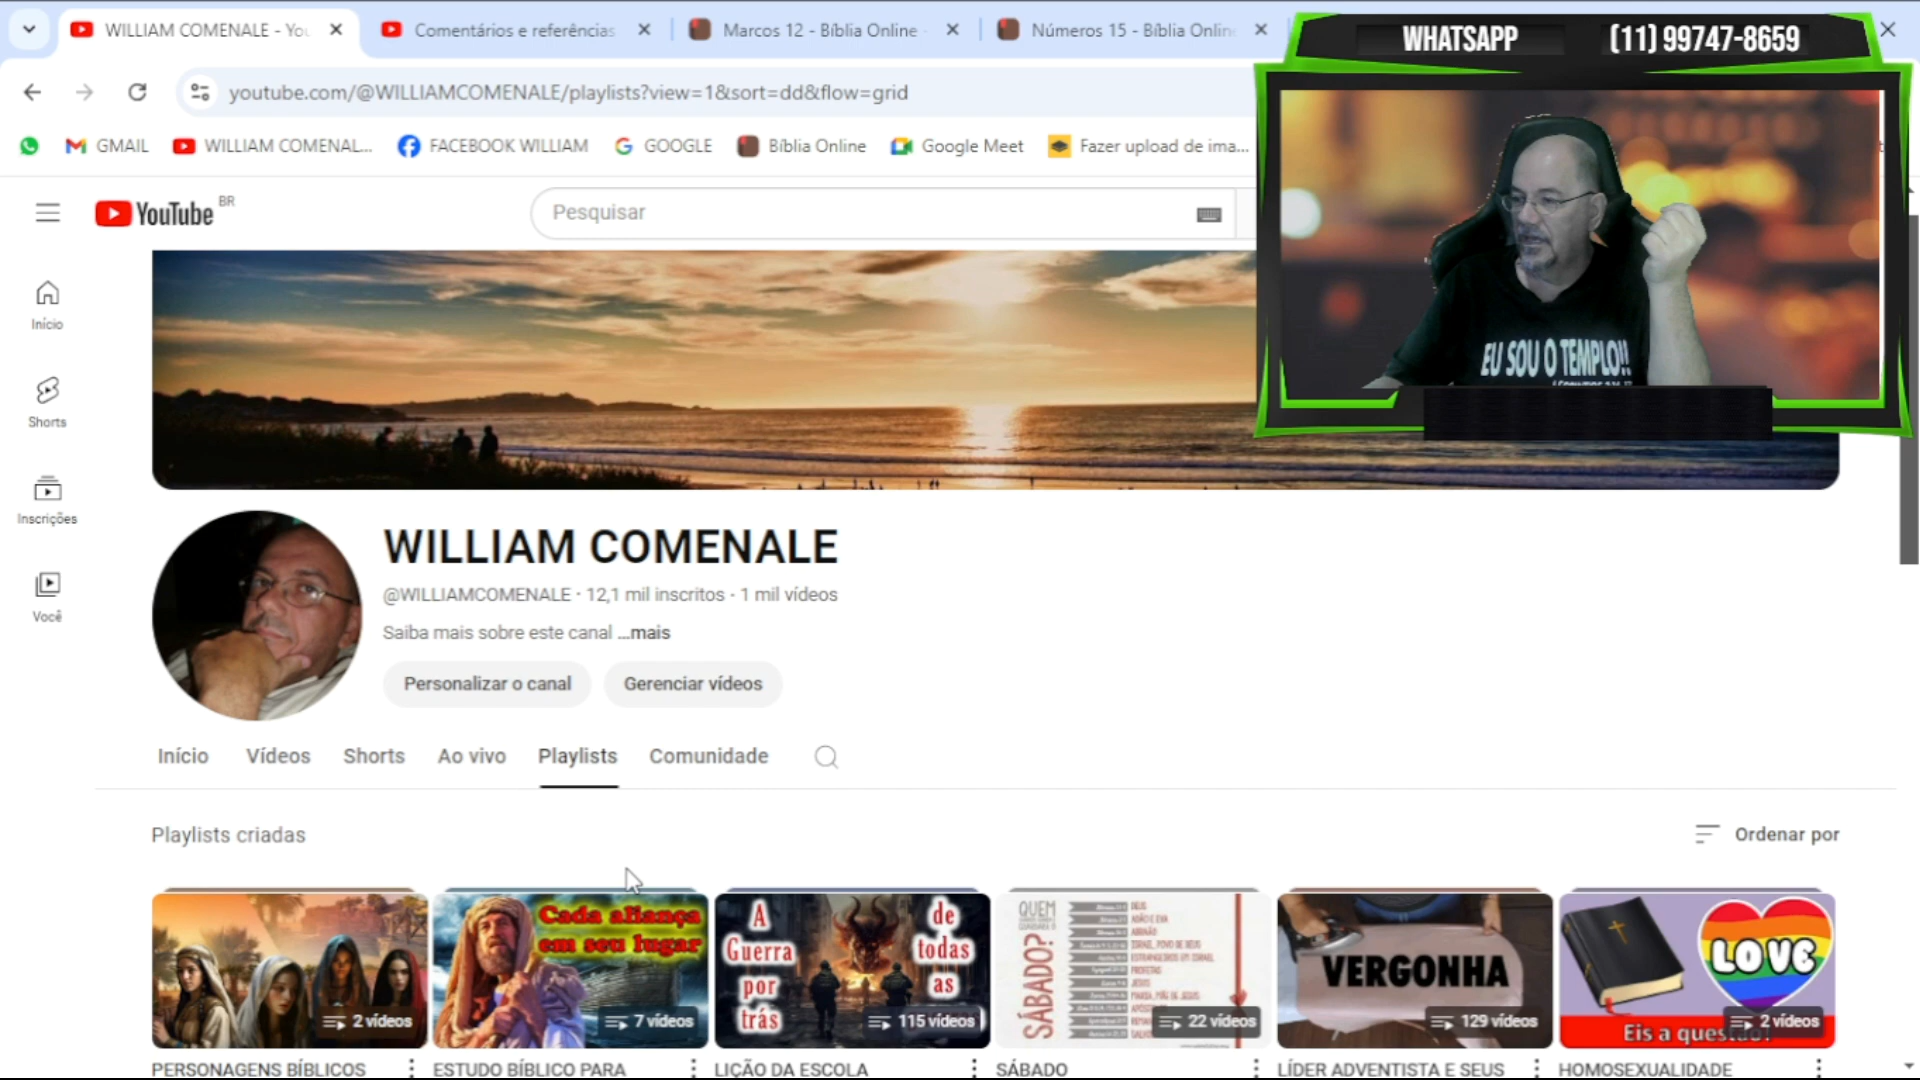 WILLIAM COMENALE - You
Comentários e referências
Marcos 12 - Bíblia Online
Números 15 - Bíblia Online
WHATSAPP (11) 99747-8659
youtube.com/@WILLIAMCOMENALE/playlists?view=1&sort=dd&flow=grid
GMAIL
WILLIAM COMENAL...
FACEBOOK WILLIAM
GOOGLE
Bíblia Online
Google Meet
Fazer upload de ima...
YouTube BR
Pesquisar
EU SOU O TEMPLO!!
Início
Shorts
Inscrições
Você
WILLIAM COMENALE
@WILLIAMCOMENALE · 12,1 mil inscritos · 1 mil vídeos
Saiba mais sobre este canal ...mais
Personalizar o canal
Gerenciar vídeos
Início
Vídeos
Shorts
Ao vivo
Playlists
Comunidade
Playlists criadas
Ordenar por
2 vídeos
Cada aliança
em seu lugar
7 vídeos
A
Guerra
por
trás
de
todas
as
115 vídeos
QUEM
SÁBADO?
22 vídeos
VERGONHA
129 vídeos
LOVE
Eis a
2 vídeos
PERSONAGENS BÍBLICOS
ESTUDO BÍBLICO PARA
LIÇÃO DA ESCOLA
SÁBADO
LÍDER ADVENTISTA E SEUS
HOMOSEXUALIDADE